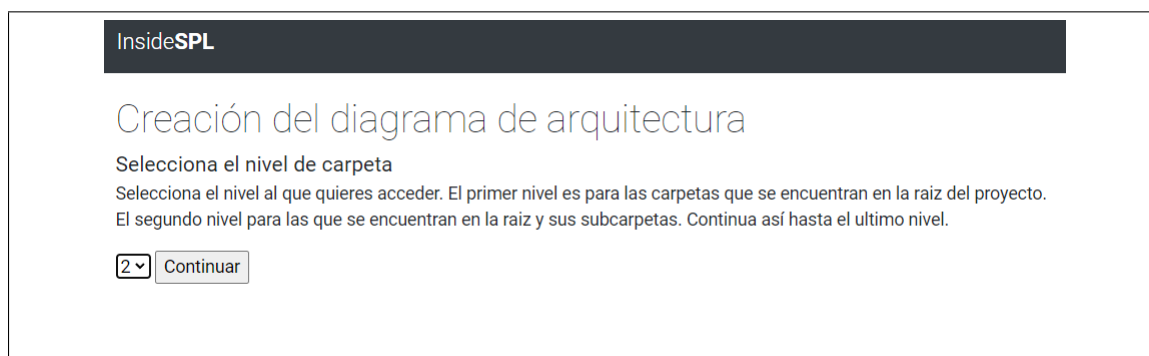 InsideSPL
Creación del diagrama de arquitectura
Selecciona el nivel de carpeta
Selecciona el nivel al que quieres acceder. El primer nivel es para las carpetas que se encuentran en la raiz del proyecto.
El segundo nivel para las que se encuentran en la raiz y sus subcarpetas. Continua así hasta el ultimo nivel.
2 Continuar